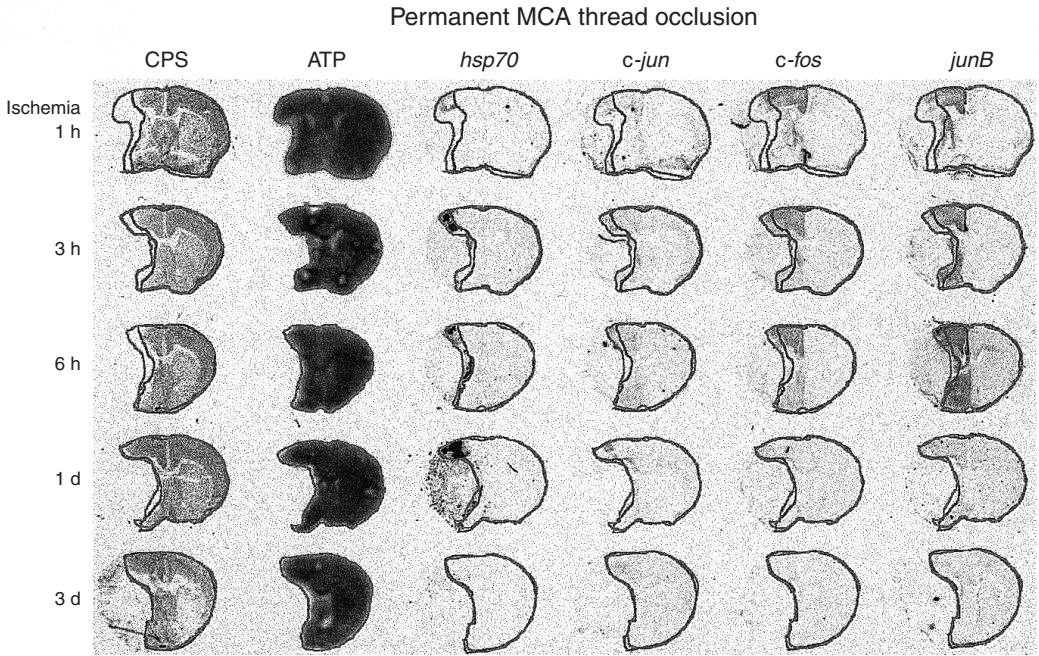 Permanent MCA thread occlusion
CPS ATP hsp70 c-jun c-fos junB
Ischemia
1 h
3 h
6 h
1 d
3 d